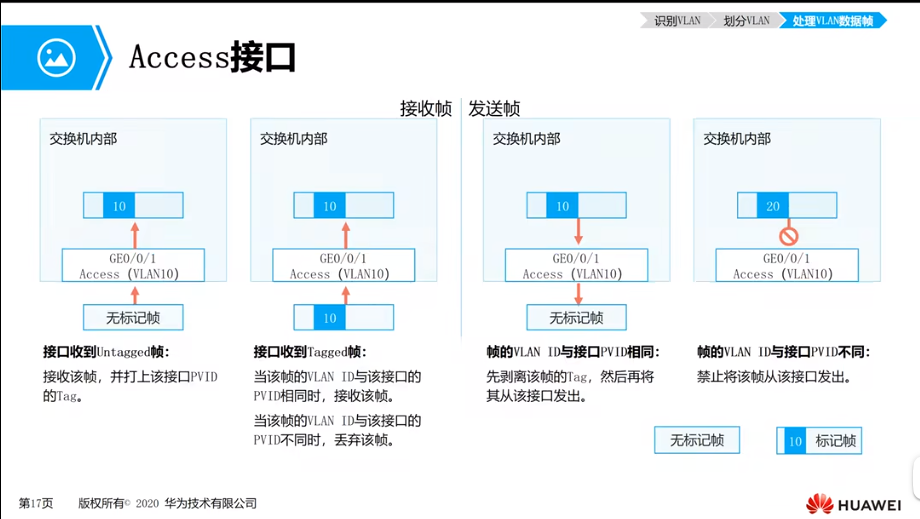 识别VLAN 划分VLAN 处理VLAN数据帧
Access接口
接收帧 发送帧
交换机内部
10
GE0/0/1
Access (VLAN10)
无标记帧
接口收到Untagged帧：
接收该帧，并打上该接口PVID
的Tag。
交换机内部
10
GE0/0/1
Access (VLAN10)
10
接口收到Tagged帧：
当该帧的VLAN ID与该接口的
PVID相同时，接收该帧。
当该帧的VLAN ID与该接口的
PVID不同时，丢弃该帧。
交换机内部
10
GE0/0/1
Access (VLAN10)
无标记帧
帧的VLAN ID与接口PVID相同：
先剥离该帧的Tag，然后再将
其从该接口发出。
交换机内部
20
GE0/0/1
Access (VLAN10)
帧的VLAN ID与接口PVID不同：
禁止将该帧从该接口发出。
无标记帧
10 标记帧
第17页 版权所有© 2020 华为技术有限公司
HUAWEI